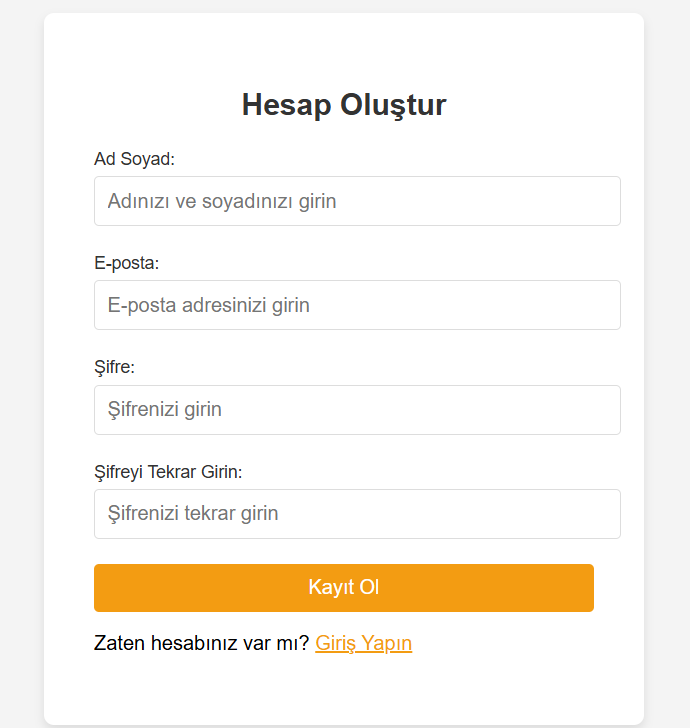 Hesap Oluştur
Ad Soyad:
Adınızı ve soyadınızı girin
E-posta:
E-posta adresinizi girin
Şifre:
Şifrenizi girin
Şifreyi Tekrar Girin:
Şifrenizi tekrar girin
Kayıt Ol
Zaten hesabınız var mı? Giriş Yapın